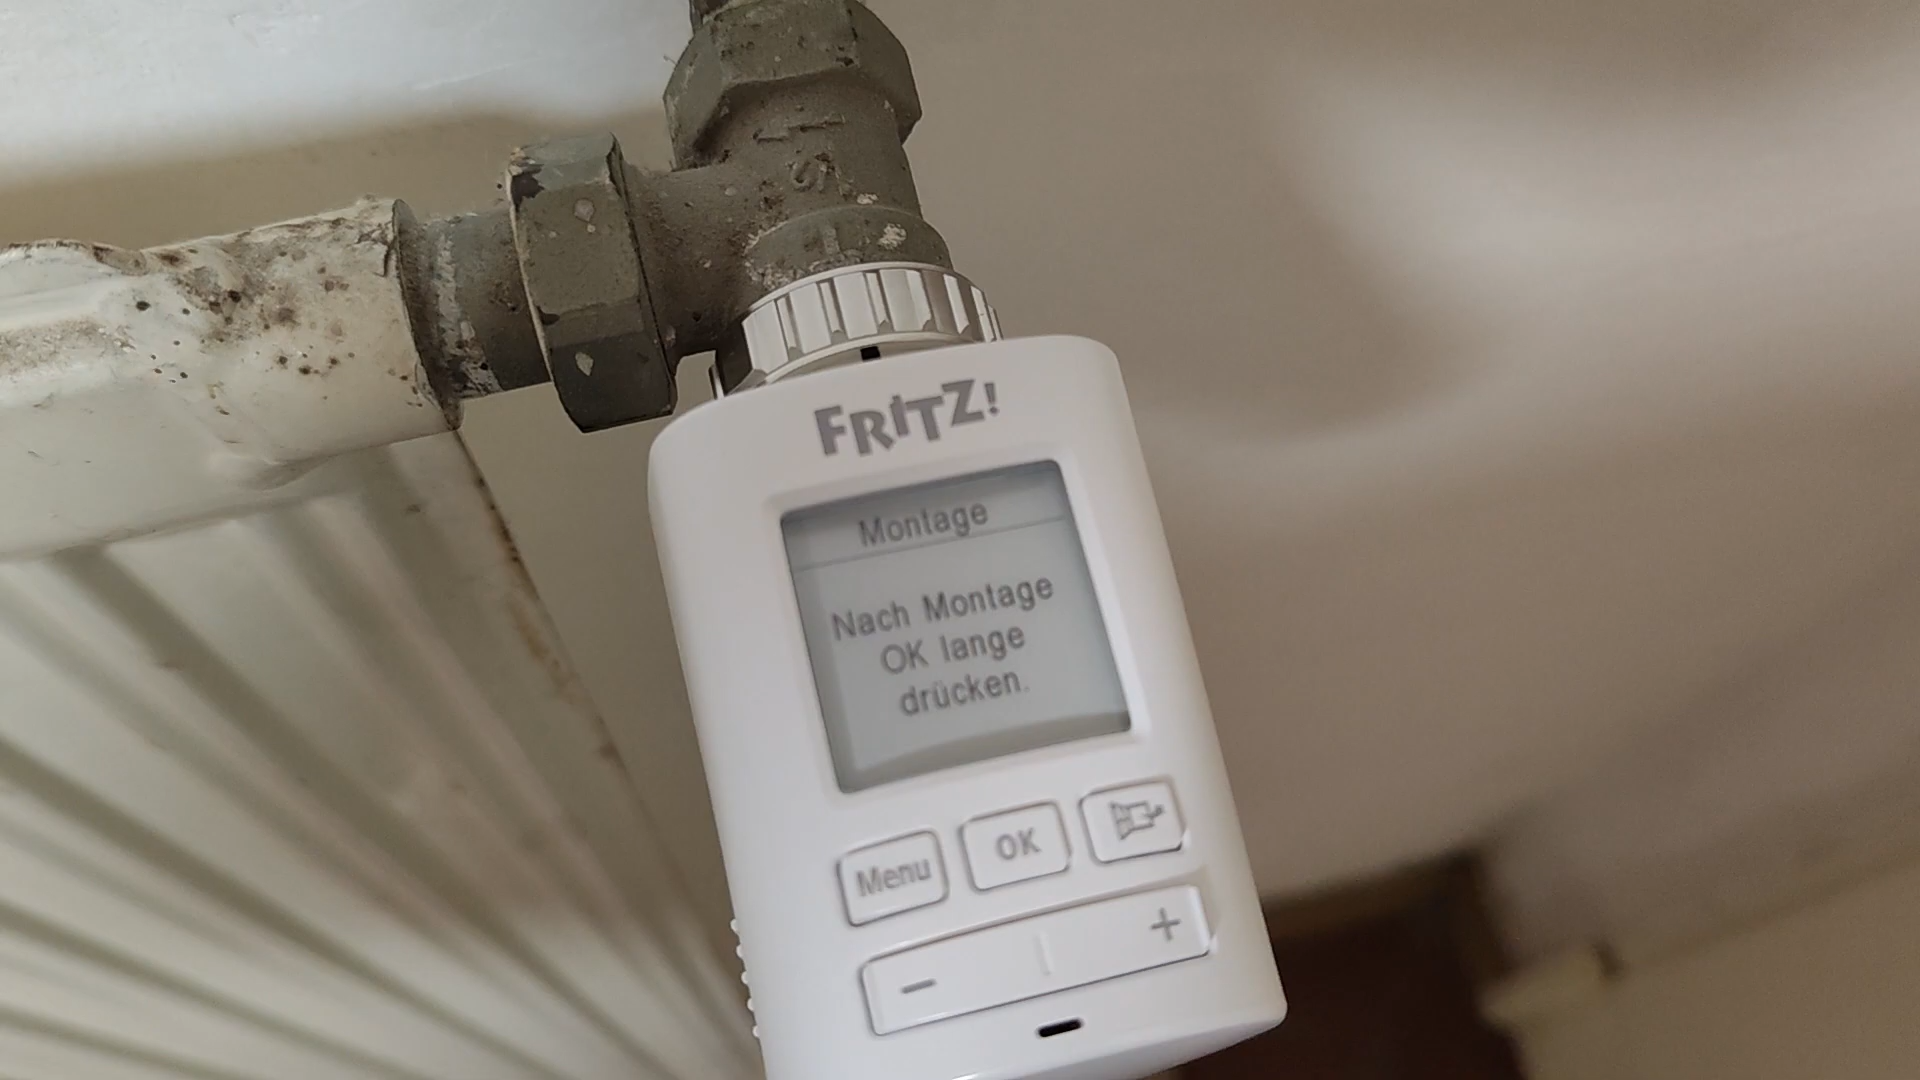 FRITZ!
Montage
Nach Montage
OK lange
drücken.
Menu
OK
− +